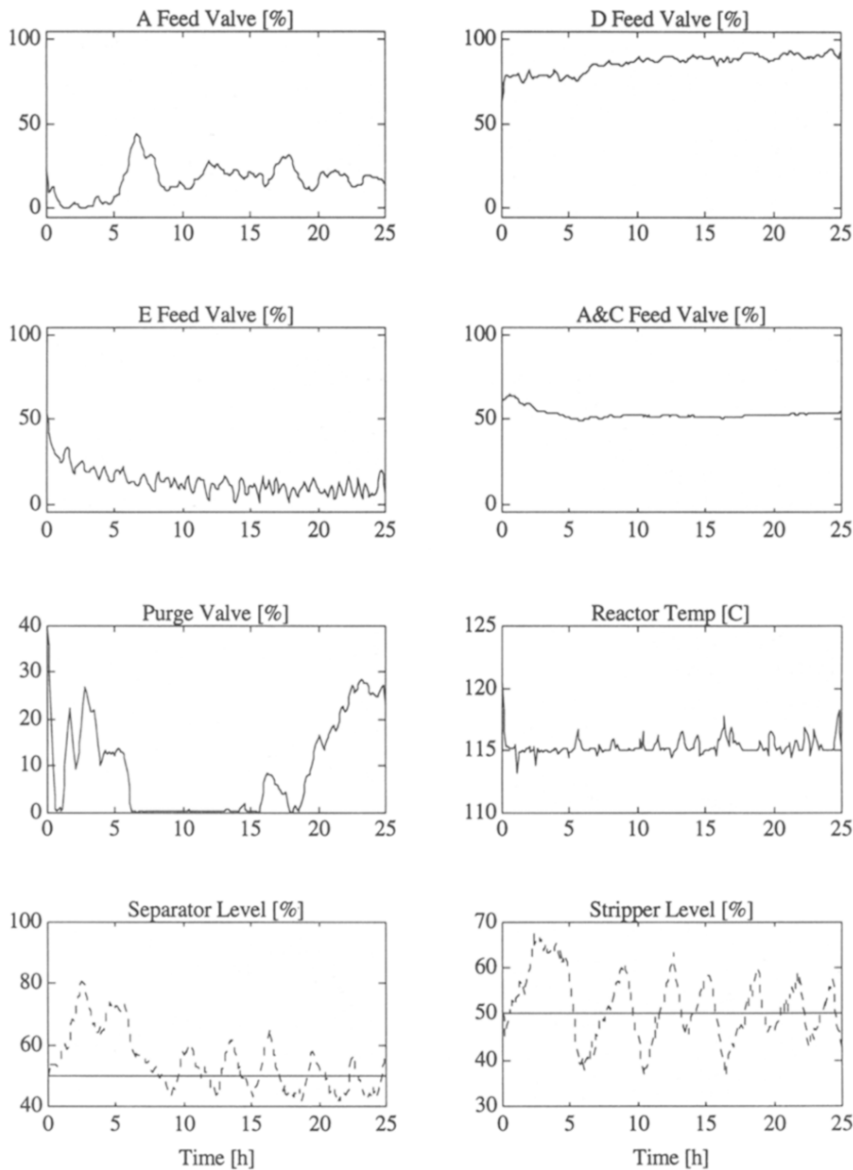 A Feed Valve [%]
100
50
0
0 5 10 15 20 25
D Feed Valve [%]
100
50
0
0 5 10 15 20 25
E Feed Valve [%]
100
50
0
0 5 10 15 20 25
A&C Feed Valve [%]
100
50
0
0 5 10 15 20 25
Purge Valve [%]
40
30
20
10
0
0 5 10 15 20 25
Reactor Temp [C]
125
120
115
110
0 5 10 15 20 25
Separator Level [%]
100
80
60
40
0 5 10 15 20 25
Time [h]
Stripper Level [%]
70
60
50
40
30
0 5 10 15 20 25
Time [h]